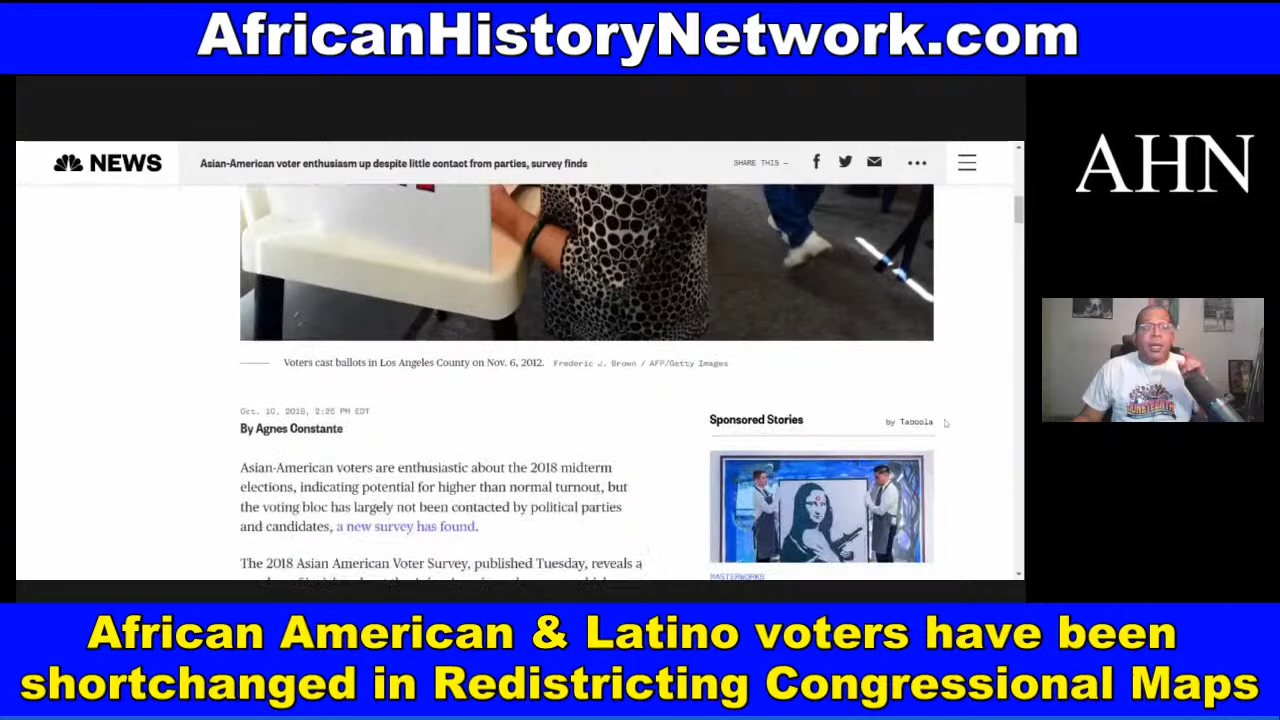 AfricanHistoryNetwork.com
NEWS
Asian-American voter enthusiasm up despite little contact from parties, survey finds
SHARE THIS —
AHN
Voters cast ballots in Los Angeles County on Nov. 6, 2012. Frederic J. Brown / AFP/Getty Images
Oct. 10, 2018, 2:26 PM EDT
By Agnes Constante
Sponsored Stories
by Taboola
Asian-American voters are enthusiastic about the 2018 midterm
elections, indicating potential for higher than normal turnout, but
the voting bloc has largely not been contacted by political parties
and candidates, a new survey has found.
The 2018 Asian American Voter Survey, published Tuesday, reveals a
MASTERWORKS
JUNETEENTH
African American & Latino voters have been
shortchanged in Redistricting Congressional Maps